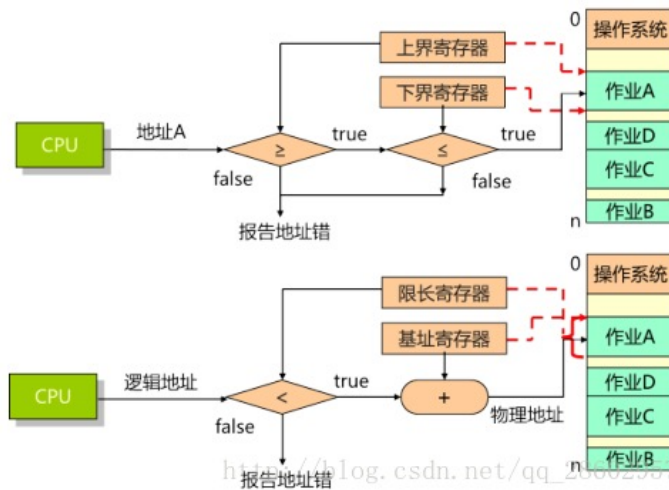 0
操作系统
上界寄存器
下界寄存器
作业A
CPU
地址A
≥
true
≤
true
作业D
false
false
作业C
报告地址错
n
作业B
0
操作系统
限长寄存器
基址寄存器
作业A
CPU
逻辑地址
<
true
+
物理地址
作业D
false
作业C
报告地址错
n
作业B